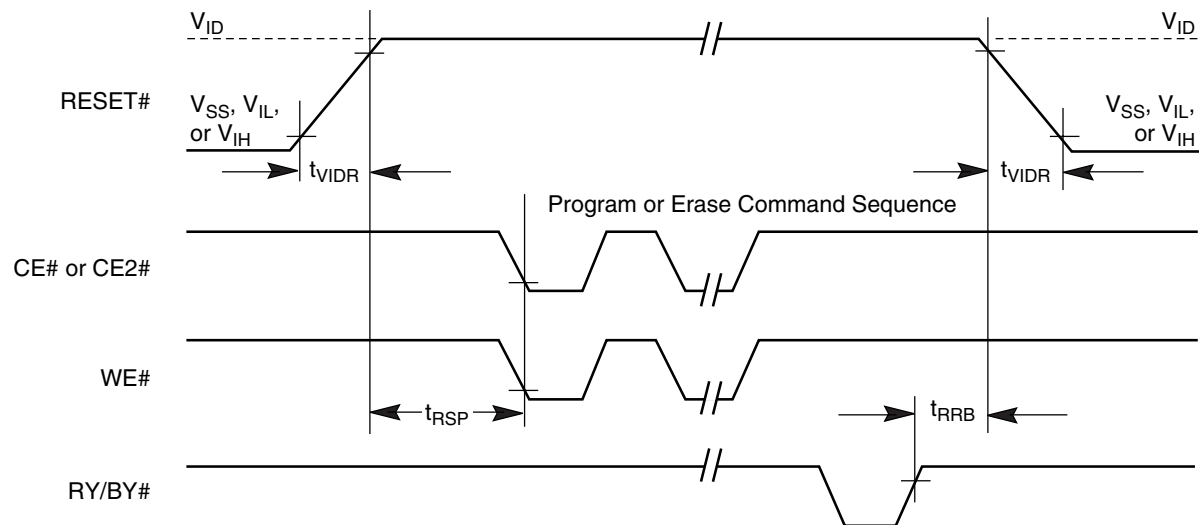 V_ID V_ID
RESET#
V_SS, V_IL, or V_IH
V_SS, V_IL, or V_IH
t_VIDR t_VIDR
Program or Erase Command Sequence
CE# or CE2#
WE#
t_RSP t_RRB
RY/BY#